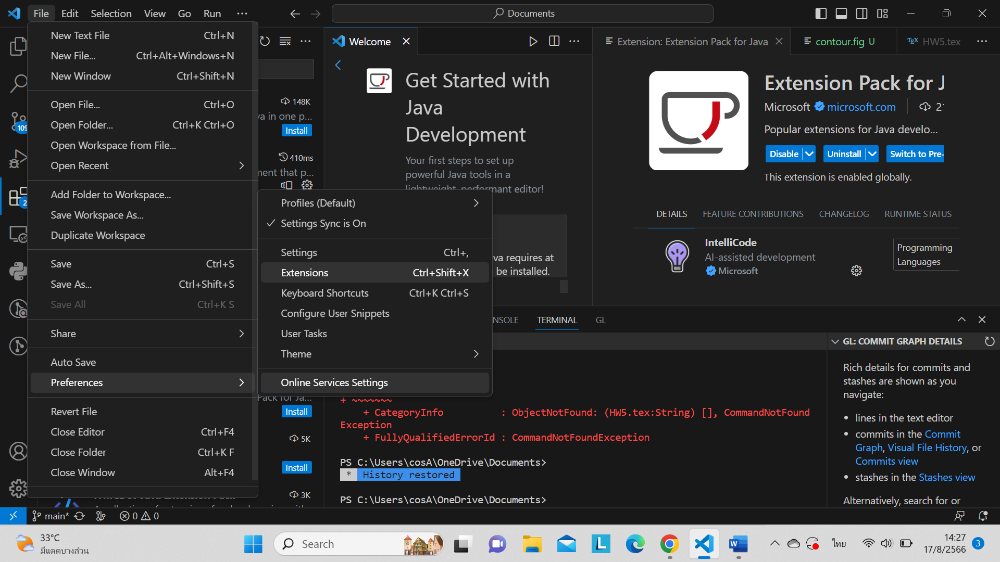 File Edit Selection View Go Run
Documents
New Text File Ctrl+N
New File... Ctrl+Alt+Windows+N
New Window Ctrl+Shift+N
Open File... Ctrl+O
Open Folder... Ctrl+K Ctrl+O
Open Workspace from File...
Open Recent
Add Folder to Workspace...
Save Workspace As...
Duplicate Workspace
Save Ctrl+S
Save As... Ctrl+Shift+S
Save All Ctrl+K S
Share
Auto Save
Preferences
Revert File
Close Editor Ctrl+F4
Close Folder Ctrl+K F
Close Window Alt+F4
Profiles (Default)
Settings Sync is On
Settings Ctrl+,
Extensions Ctrl+Shift+X
Keyboard Shortcuts Ctrl+K Ctrl+S
Configure User Snippets
User Tasks
Theme
Online Services Settings
109
2
148K
va in one p...
Install
410ms
ment that p...
Pack for Ja...
Install
5K
Install
3K
Welcome
Get Started with
Java
Development
Your first steps to set up
powerful Java tools in a
lightweight, performant editor!
va requires at
be installed.
Extension: Extension Pack for Java
contour.fig U
TEX HW5.tex
Extension Pack for J
Microsoft microsoft.com
Popular extensions for Java develo...
Disable Uninstall Switch to Pre-
This extension is enabled globally.
DETAILS FEATURE CONTRIBUTIONS CHANGELOG RUNTIME STATUS
IntelliCode
AI-assisted development
Microsoft
Programming
Languages
NSOLE TERMINAL GL
+ ~~~~~~~
+ CategoryInfo : ObjectNotFound: (HW5.tex:String) [], CommandNotFound
Exception
+ FullyQualifiedErrorId : CommandNotFoundException
PS C:\Users\cosA\OneDrive\Documents>
* History restored
PS C:\Users\cosA\OneDrive\Documents>
GL: COMMIT GRAPH DETAILS
Rich details for commits and
stashes are shown as you
navigate:
• lines in the text editor
• commits in the Commit
Graph, Visual File History, or
Commits view
• stashes in the Stashes view
Alternatively, search for or
main* 0 0
33°C
มีแดดบางส่วน
Search
L
W
ไทย
14:27
17/8/2566
3